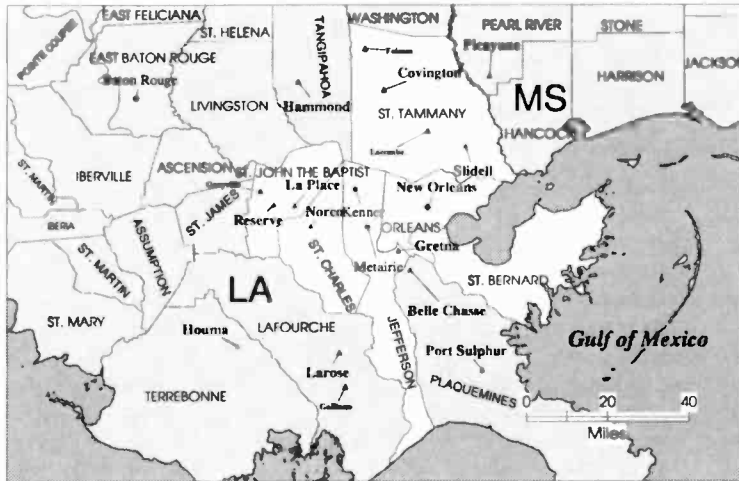 EAST FELICIANA
WASHINGTON
PEARL RIVER
STONE
ST. HELENA
TANGIPAHOA
POINTE COUPEE
EAST BATON ROUGE
Picayune
Covington
HARRISON
JACKSON
Baton Rouge
MS
LIVINGSTON
Hammond
ST. TAMMANY
HANCOCK
Lacombe
ASCENSION
ST. JOHN THE BAPTIST
Slidell
IBERVILLE
ST. MARTIN
La Place
New Orleans
ST. JAMES
Reserve
Norco
Kenner
IBERIA
ASSUMPTION
ORLEANS
Gretna
ST. MARTIN
ST. CHARLES
Metairie
ST. BERNARD
LA
Belle Chasse
ST. MARY
Houma
LAFOURCHE
JEFFERSON
Gulf of Mexico
Port Sulphur
Larose
PLAQUEMINES
TERREBONNE
0 20 40
Miles